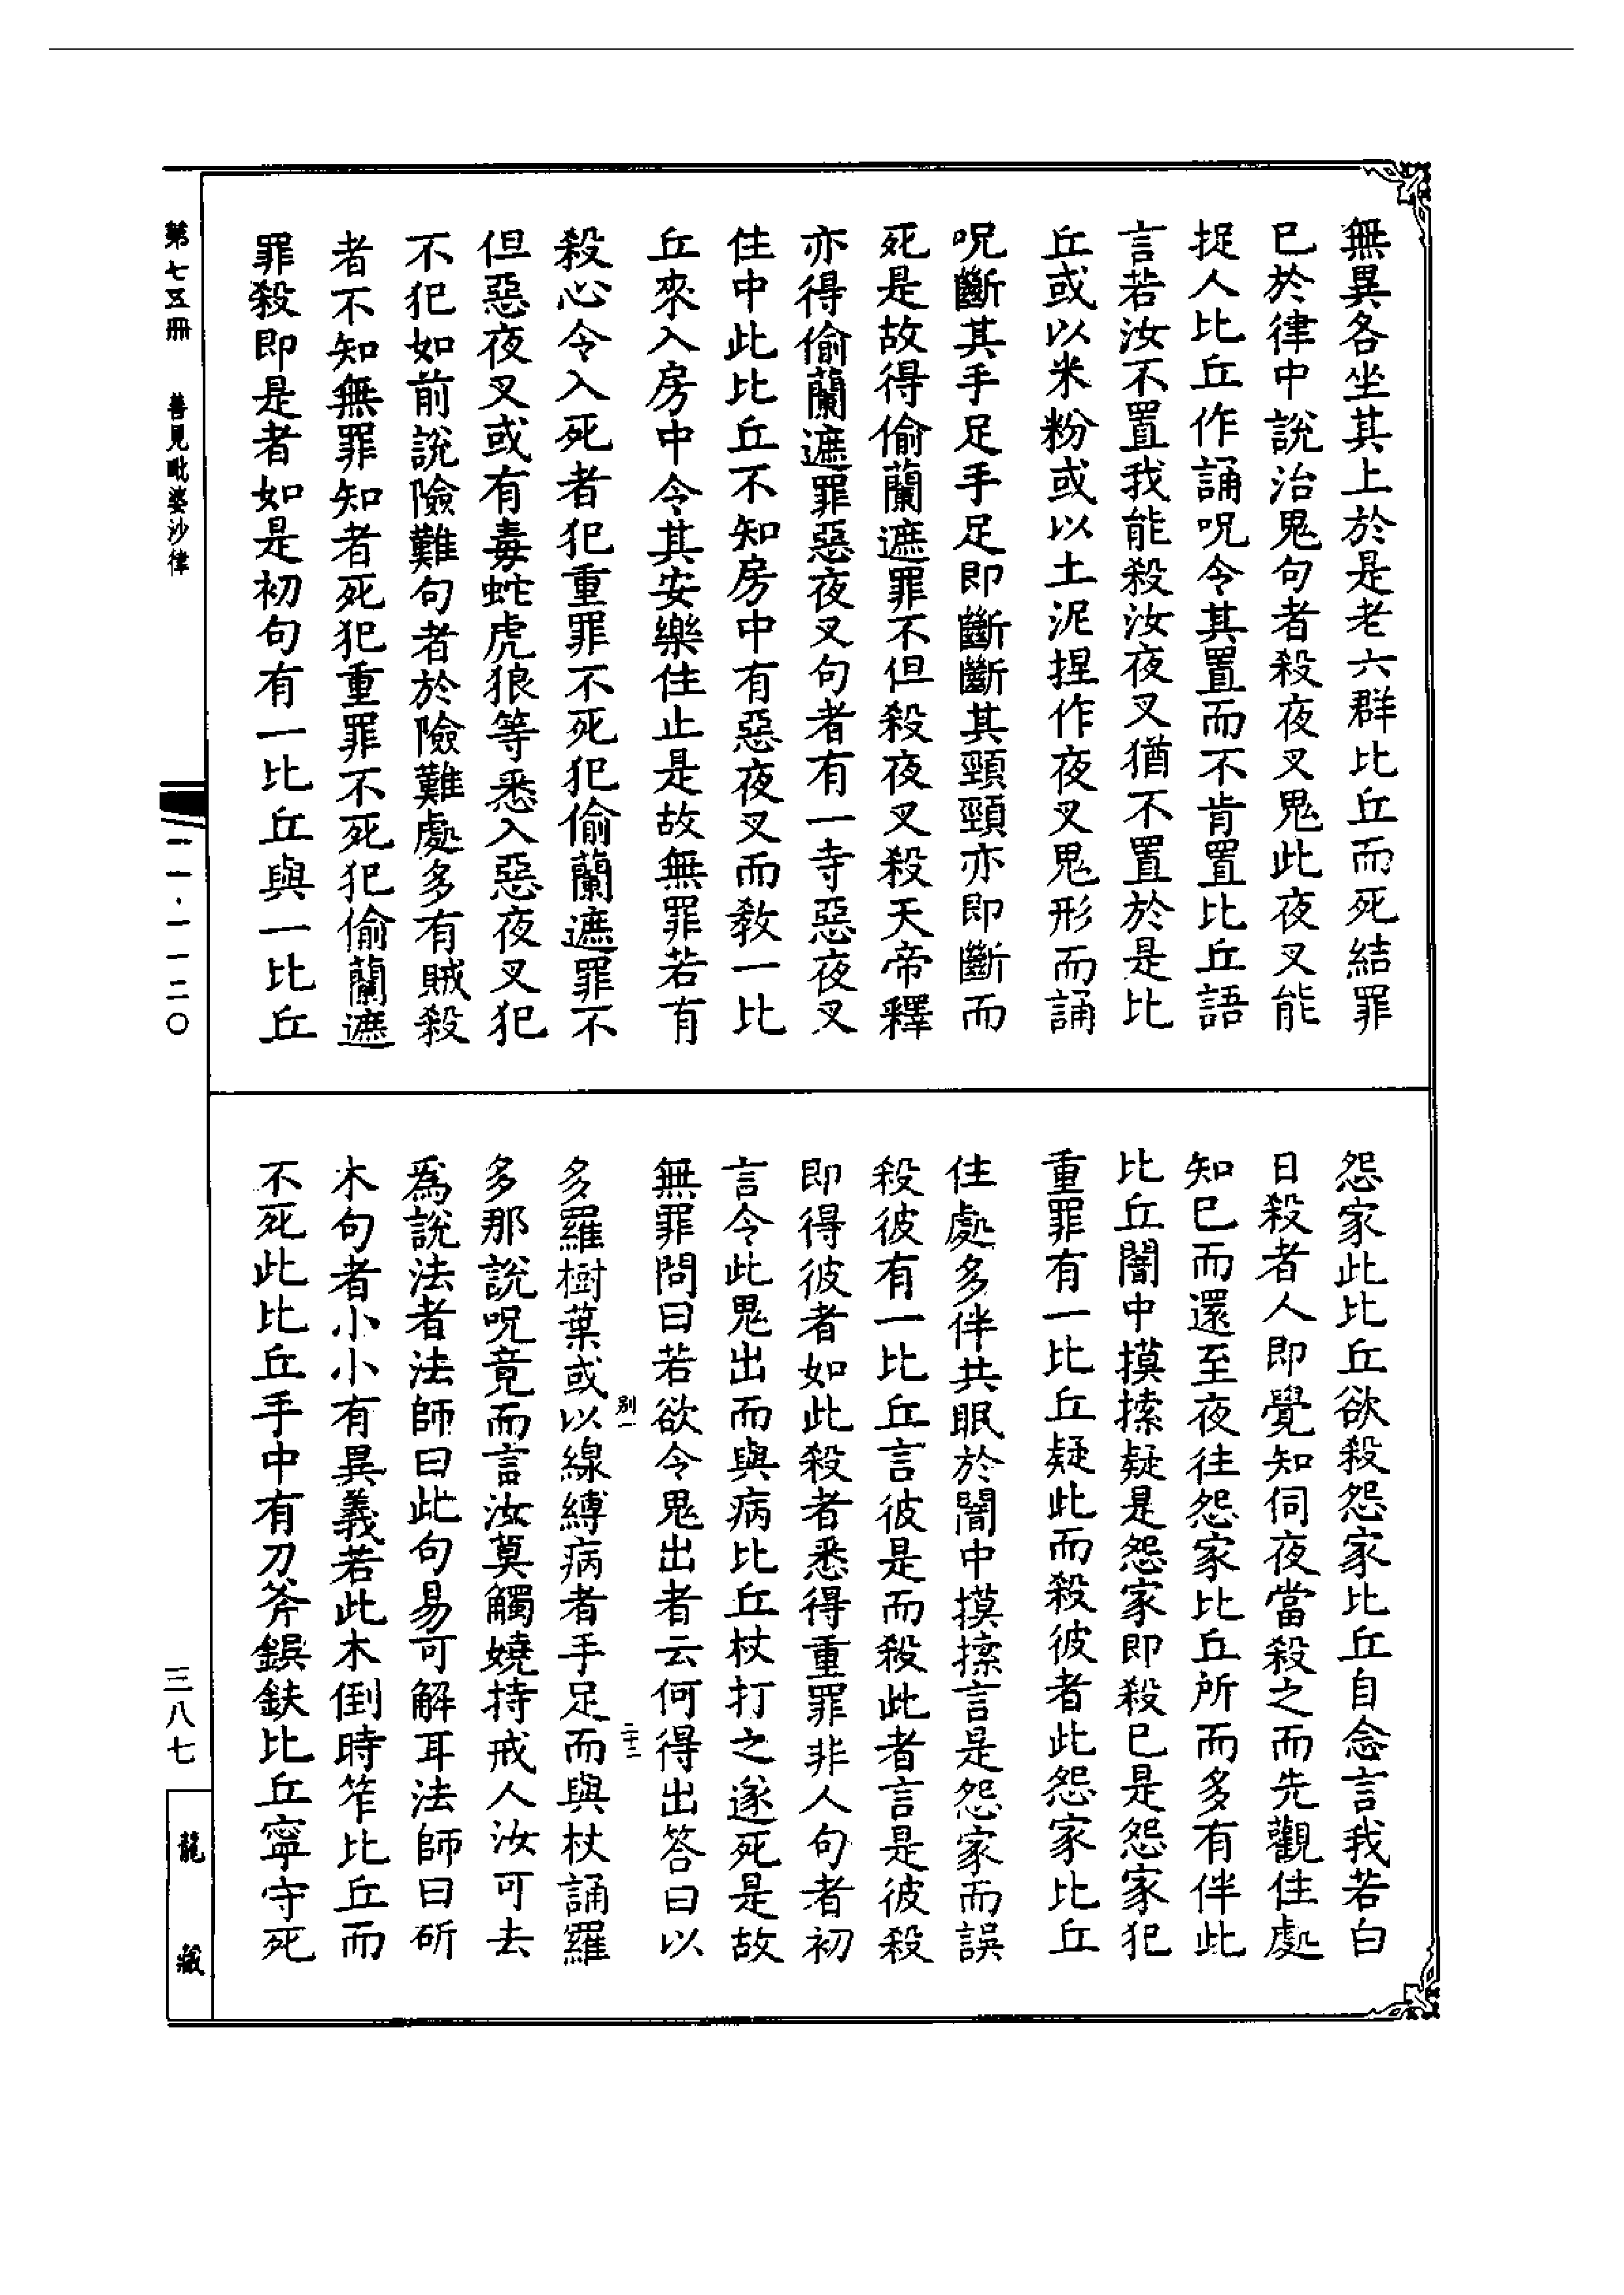 無異各坐其上於是老六群比丘而死結罪
已於律中說治鬼句者殺夜叉鬼此夜叉能
捉人比丘作誦呪令其置而不肯置比丘語
言若汝不置我能殺汝夜叉猶不置於是比
丘或以米粉或以土泥捏作夜叉鬼形而誦
呪斷其手足手足即斷斷其頸頸亦即斷而
死是故得偷蘭遮罪不但殺夜叉殺天帝釋
亦得偷蘭遮罪惡夜叉句者有一寺惡夜叉
住中此比丘不知房中有惡夜叉而教一比
丘來入房中令其安樂住止是故無罪若有
殺心令入死者犯重罪不死犯偷蘭遮罪不
但惡夜叉或有毒蛇虎狼等悉入惡夜叉犯
不犯如前說險難句者於險難處多有賊殺
者不知無罪知者死犯重罪不死犯偷蘭遮
罪殺即是者如是初句有一比丘與一比丘
怨家此比丘欲殺怨家比丘自念言我若白
日殺者人即覺知伺夜當殺之而先觀住處
知已而還至夜往怨家比丘所而多有伴此
比丘闇中摸㨹疑是怨家即殺已是怨家犯
重罪有一比丘疑此而殺彼者此怨家比丘
住處多伴共眠於闇中摸㨹言是怨家而誤
殺彼有一比丘言彼是而殺此者言是彼殺
即得彼者如此殺者悉得重罪非人句者初
言令此鬼出而與病比丘杖打之遂死是故
無罪問曰若欲令鬼出者云何得出答曰以
多羅樹葉或以線縛病者手足而與杖誦羅
多那說呪竟而言汝莫觸嬈持戒人汝可去
為說法者法師曰此句易可解耳法師曰斫
木句者小小有異義若此木倒時笮比丘而
不死此比丘手中有刀斧鋘鈇比丘寧守死
別一
二十二
第七五冊
善見毗婆沙律
二一·一一二〇
三八七
龍藏